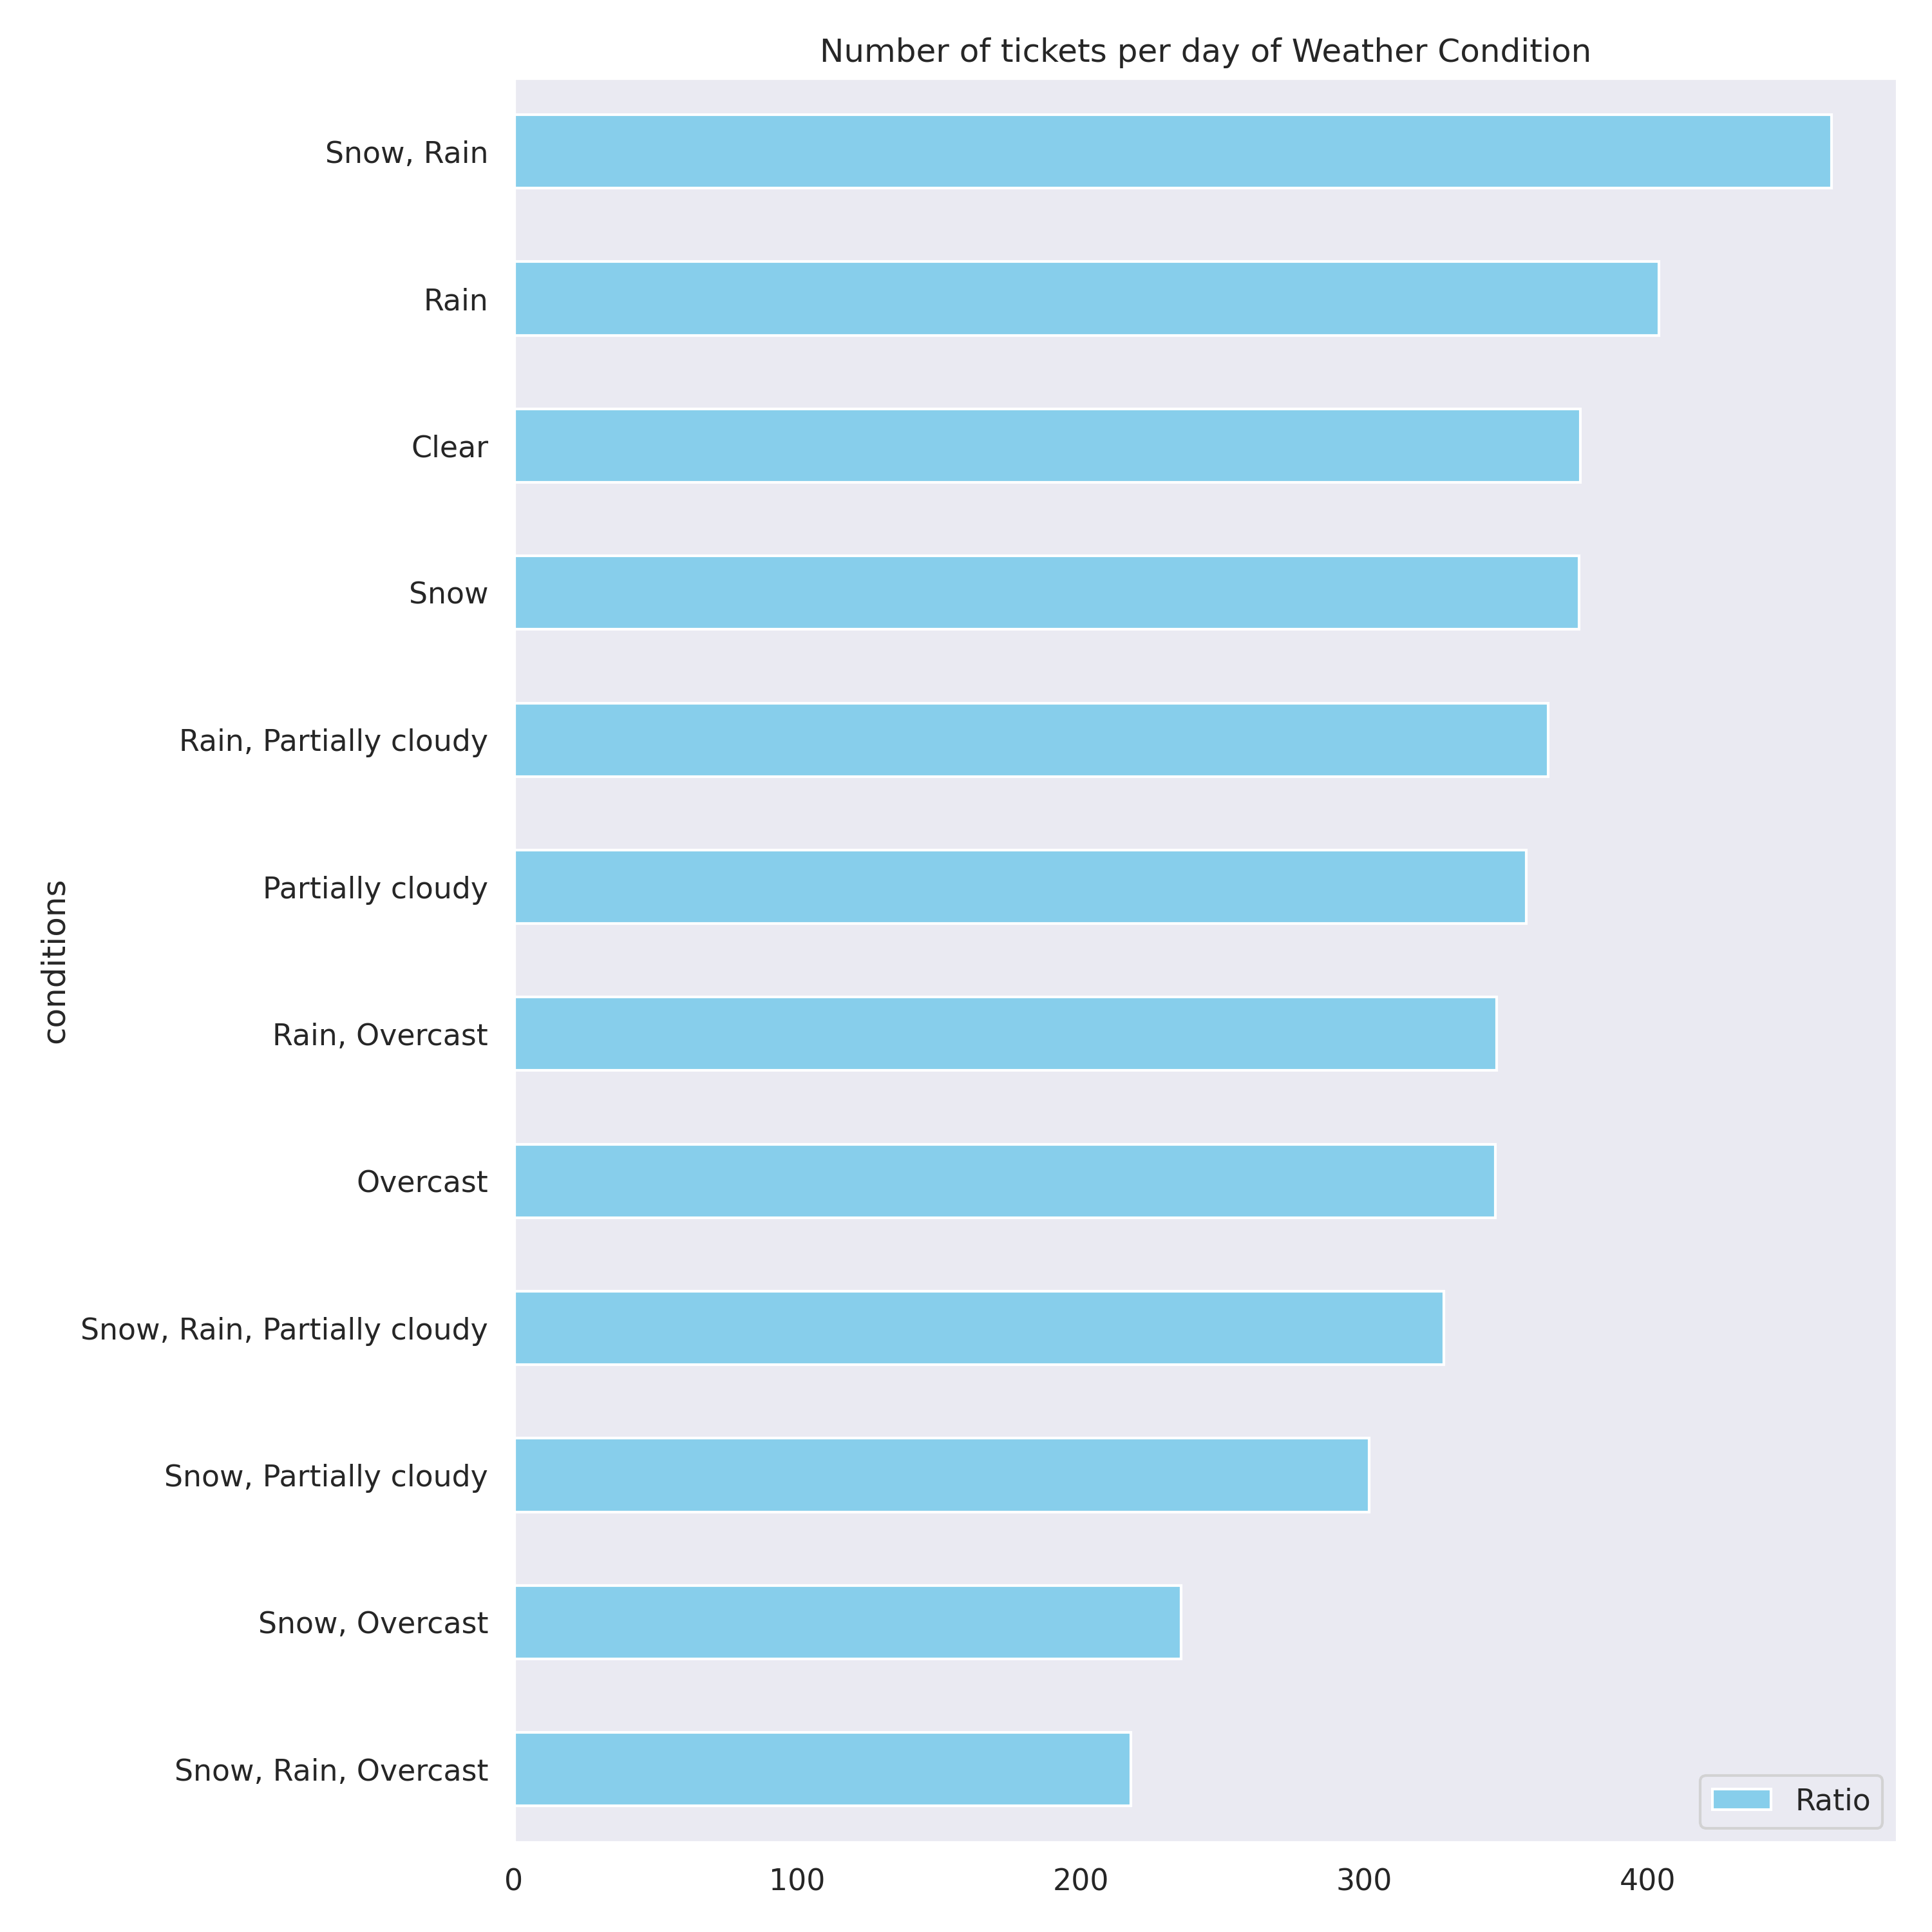 Number of tickets per day of Weather Condition
conditions
Snow, Rain
Rain
Clear
Snow
Rain, Partially cloudy
Partially cloudy
Rain, Overcast
Overcast
Snow, Rain, Partially cloudy
Snow, Partially cloudy
Snow, Overcast
Snow, Rain, Overcast
Ratio
0 100 200 300 400